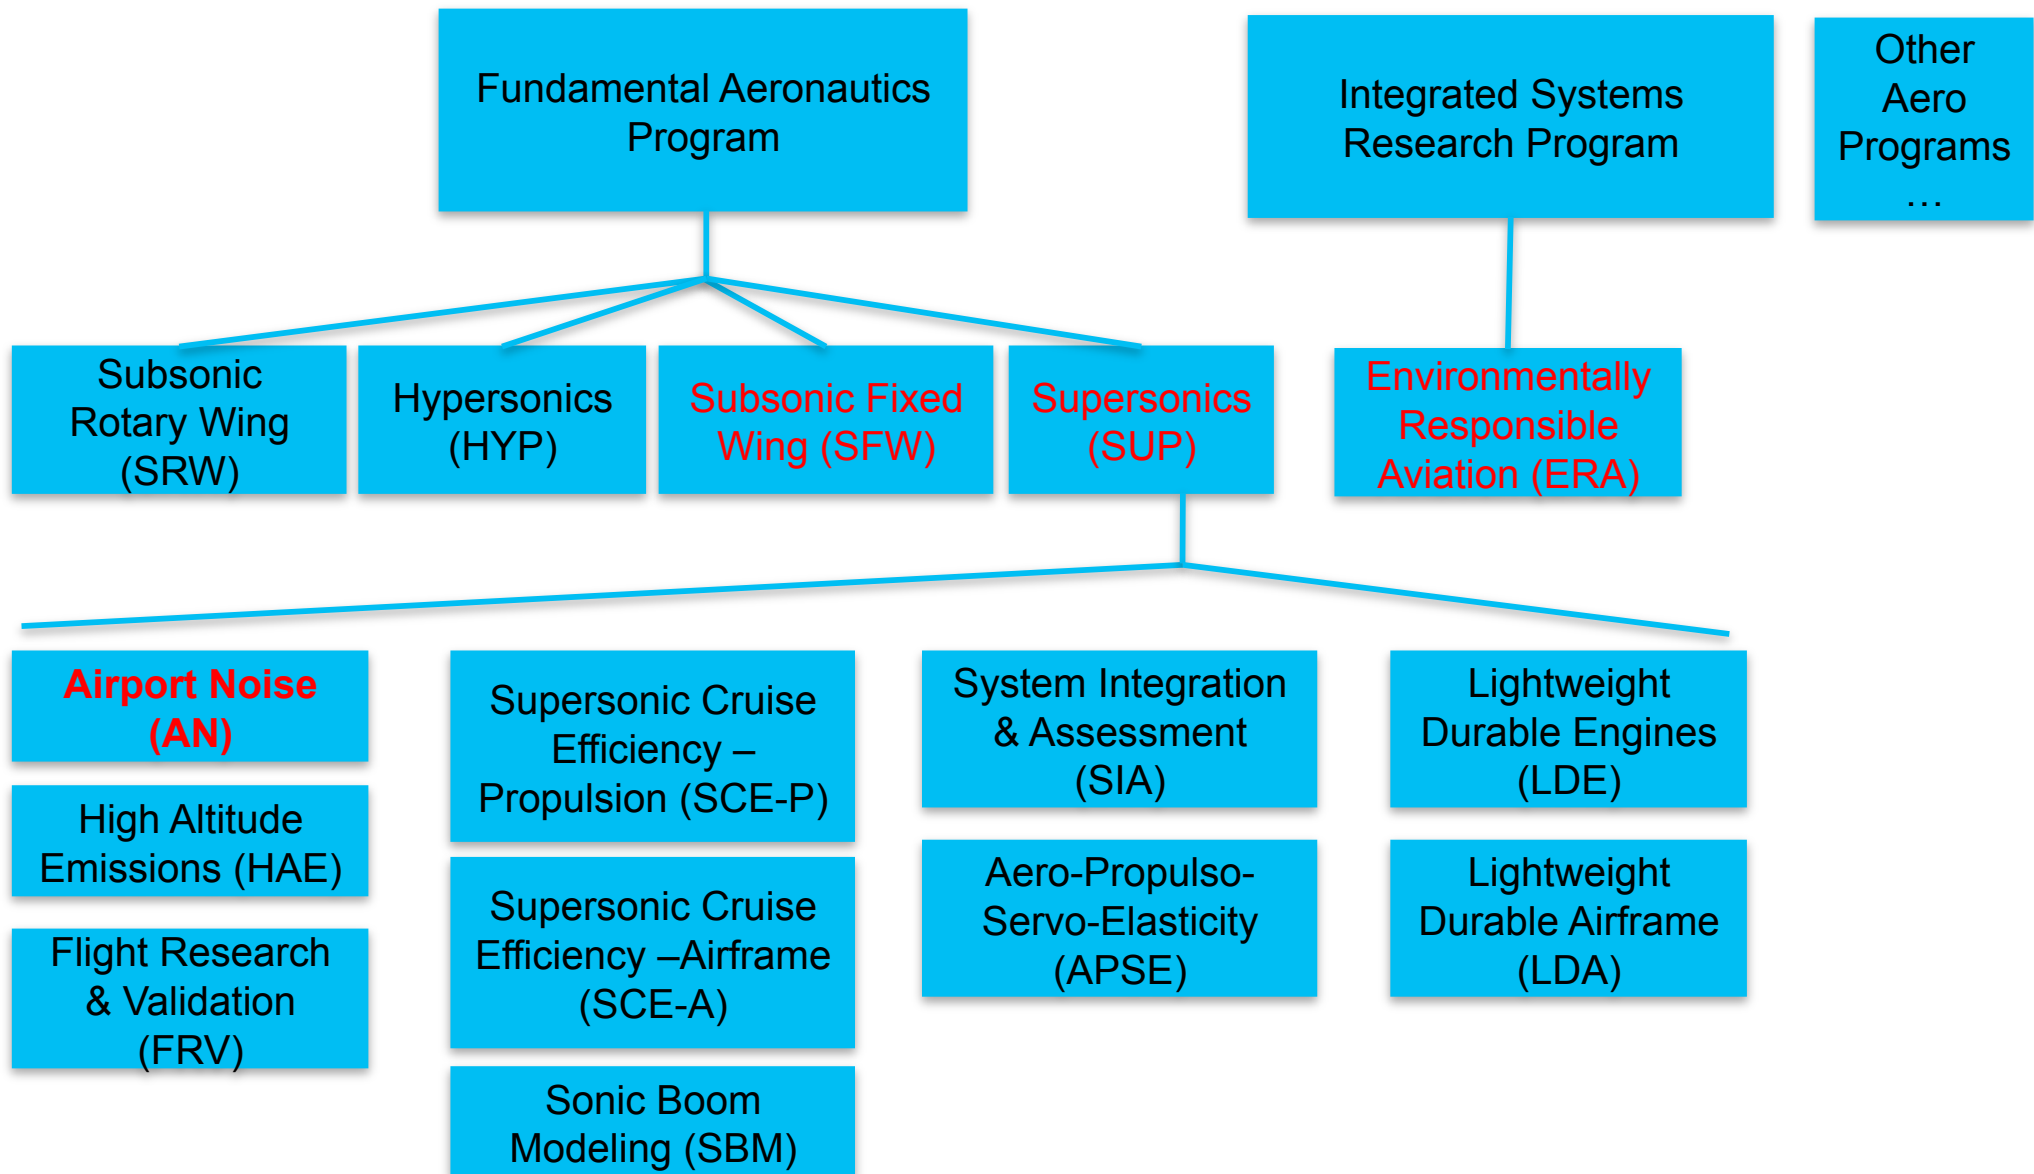 Fundamental Aeronautics
Program
Integrated Systems
Research Program
Other
Aero
Programs
…
Subsonic
Rotary Wing
(SRW)
Hypersonics
(HYP)
Subsonic Fixed
Wing (SFW)
Supersonics
(SUP)
Environmentally
Responsible
Aviation (ERA)
Airport Noise
(AN)
High Altitude
Emissions (HAE)
Flight Research
& Validation
(FRV)
Supersonic Cruise
Efficiency –
Propulsion (SCE-P)
Supersonic Cruise
Efficiency –Airframe
(SCE-A)
Sonic Boom
Modeling (SBM)
System Integration
& Assessment
(SIA)
Aero-Propulso-
Servo-Elasticity
(APSE)
Lightweight
Durable Engines
(LDE)
Lightweight
Durable Airframe
(LDA)